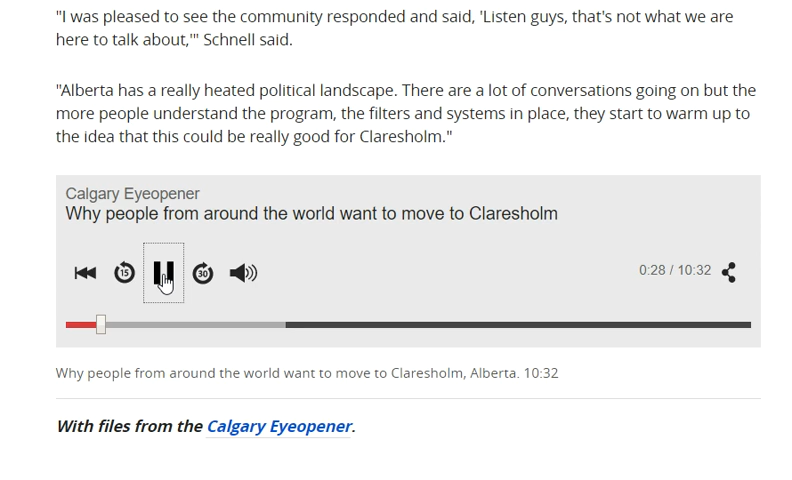 "I was pleased to see the community responded and said, 'Listen guys, that's not what we are
here to talk about,'" Schnell said.
"Alberta has a really heated political landscape. There are a lot of conversations going on but the
more people understand the program, the filters and systems in place, they start to warm up to
the idea that this could be really good for Claresholm."
Calgary Eyeopener
Why people from around the world want to move to Claresholm
15 30 0:28 / 10:32
Why people from around the world want to move to Claresholm, Alberta. 10:32
With files from the Calgary Eyeopener.